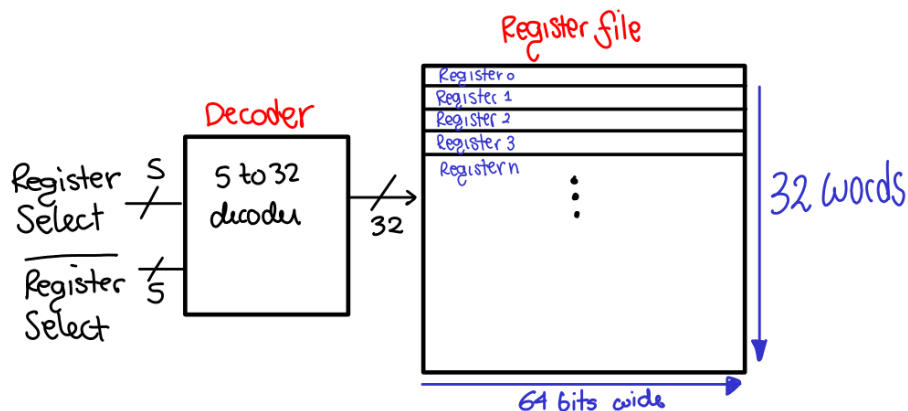 Register file
Decoder
5 to 32
decoder
Register
Select
5
Register
Select
5
32
Register 0
Register 1
Register 2
Register 3
Register n
32 words
64 bits wide